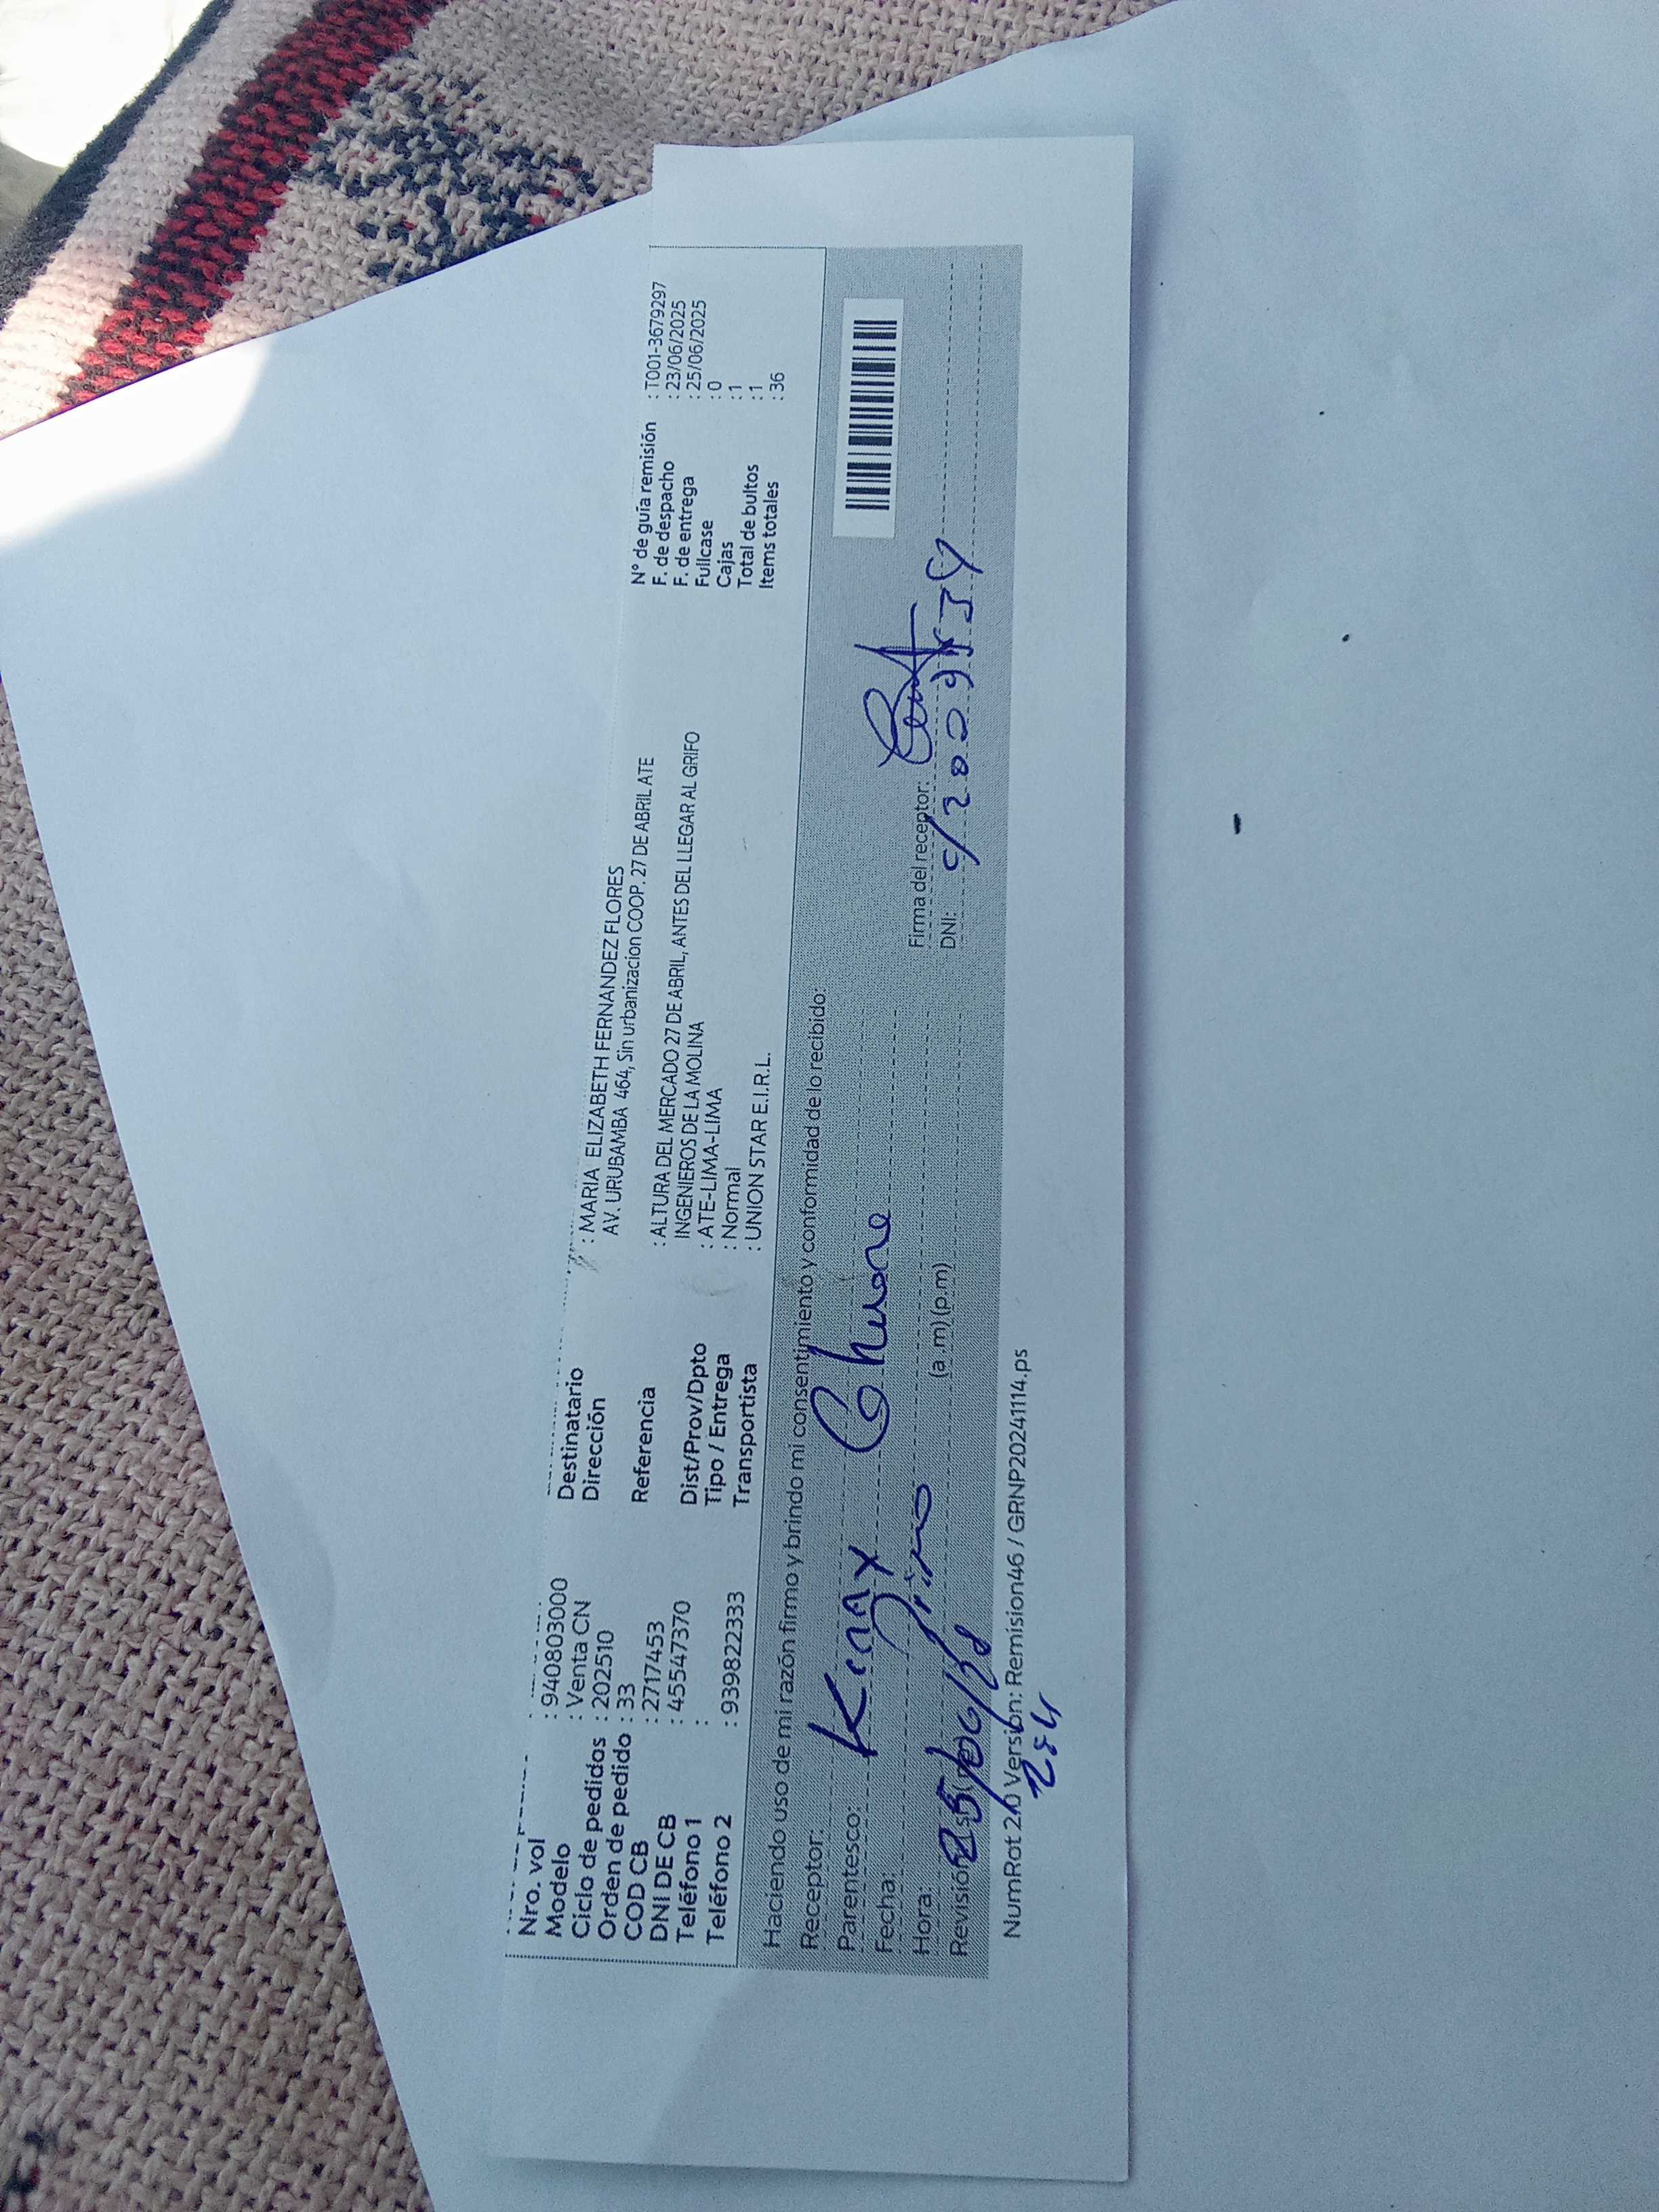 Nro. vol : 940803000
Modelo : Venta CN
Ciclo de pedidos : 202510
Orden de pedido : 33
COD CB : 2717453
DNI DE CB : 45547370
Teléfono 1 :
Teléfono 2 : 939822333
Destinatario : MARIA ELIZABETH FERNANDEZ FLORES
Dirección AV. URUBAMBA 464, Sin urbanizacion COOP. 27 DE ABRIL ATE
Referencia : ALTURA DEL MERCADO 27 DE ABRIL, ANTES DEL LLEGAR AL GRIFO
INGENIEROS DE LA MOLINA
Dist/Prov/Dpto : ATE-LIMA-LIMA
Tipo / Entrega : Normal
Transportista : UNION STAR E.I.R.L.
N° de guía remisión : T001-3679297
F. de despacho : 23/06/2025
F. de entrega : 25/06/2025
Fullcase : 0
Cajas : 1
Total de bultos : 1
Items totales : 36
Haciendo uso de mi razón firmo y brindo mi consentimiento y conformidad de lo recibido:
Receptor:
Parentesco:
Fecha:
Hora: (a.m) (p.m)
Revisión:
Firma del receptor:
DNI:
NumRot 2.0 Version: Remision46 / GRNP20241114.ps